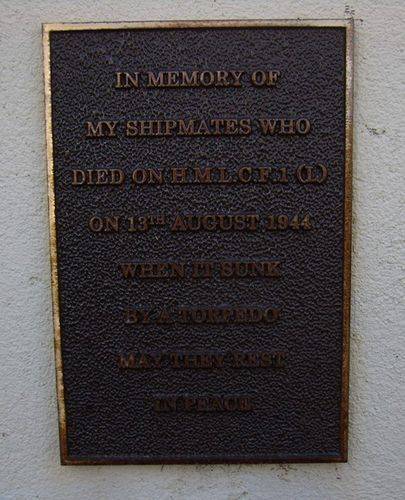 IN MEMORY OF
MY SHIPMATES WHO
DIED ON H.M.L.C.F.1 (L)
ON 13th AUGUST 1944
WHEN IT SUNK
BY A TORPEDO
MAY THEY REST
IN PEACE